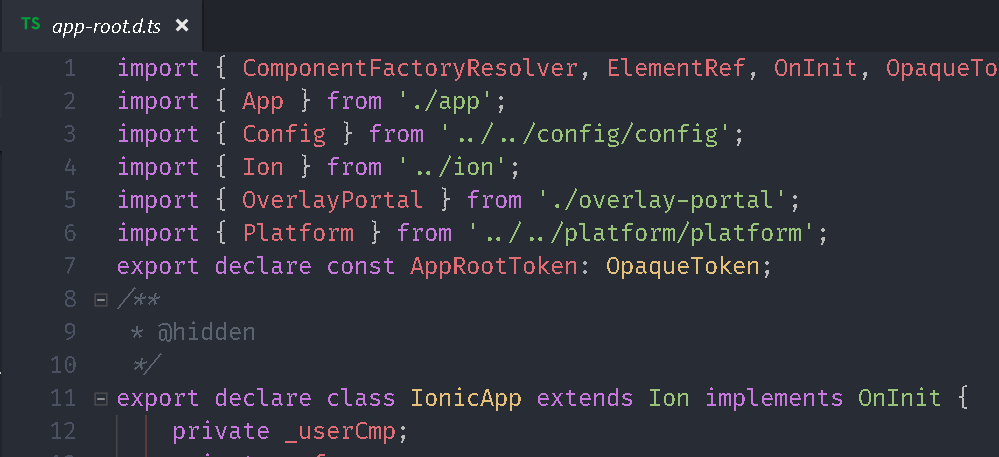 TS app-root.d.ts ×
1 import { ComponentFactoryResolver, ElementRef, OnInit, OpaqueTo
2 import { App } from './app';
3 import { Config } from '../../config/config';
4 import { Ion } from '../ion';
5 import { OverlayPortal } from './overlay-portal';
6 import { Platform } from '../../platform/platform';
7 export declare const AppRootToken: OpaqueToken;
8 /**
9 * @hidden
10 */
11 export declare class IonicApp extends Ion implements OnInit {
12 private _userCmp;